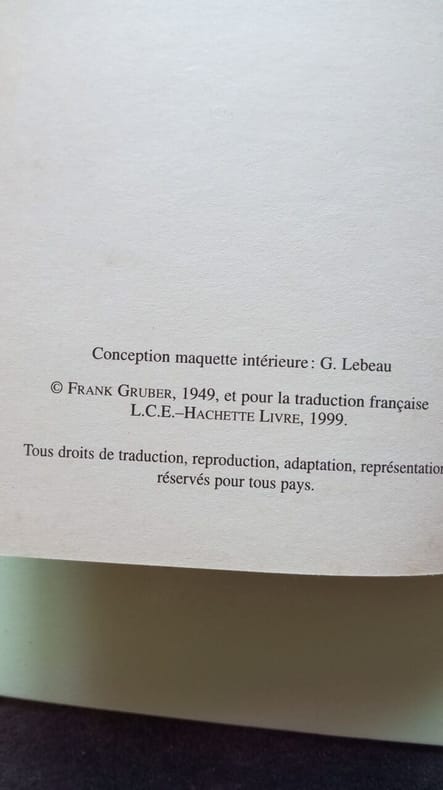 Conception maquette intérieure : G. Lebeau
© FRANK GRUBER, 1949, et pour la traduction française
L.C.E.–HACHETTE LIVRE, 1999.
Tous droits de traduction, reproduction, adaptation, représentation
réservés pour tous pays.